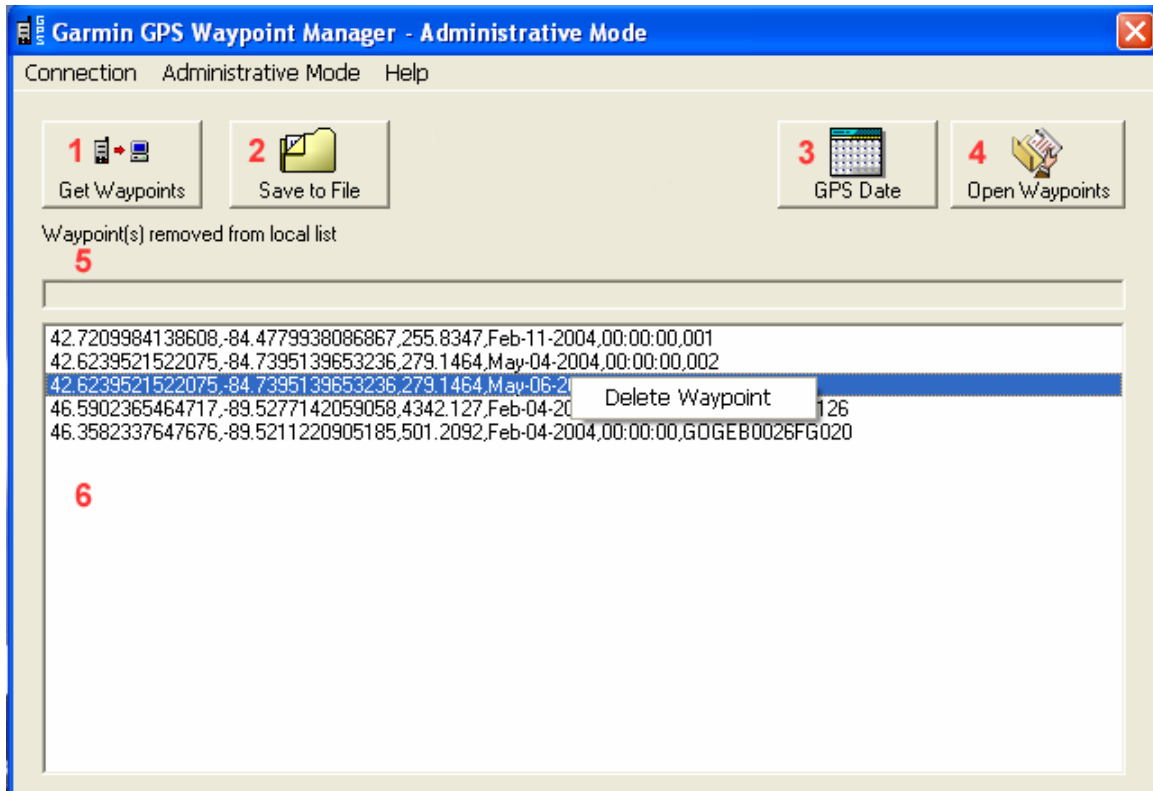 GPS Garmin GPS Waypoint Manager - Administrative Mode
Connection Administrative Mode Help
1 2 3 4
Get Waypoints Save to File GPS Date Open Waypoints
Waypoint(s) removed from local list
5
42.7209984138608,-84.4779938086867,255.8347,Feb-11-2004,00:00:00,001
42.6239521522075,-84.7395139653236,279.1464,May-04-2004,00:00:00,002
42.6239521522075,-84.7395139653236,279.1464,May-06-2
Delete Waypoint
46.5902365464717,-89.5277142059058,4342.127,Feb-04-20 126
46.3582337647676,-89.5211220905185,501.2092,Feb-04-2004,00:00:00,GOGEB0026FG020
6